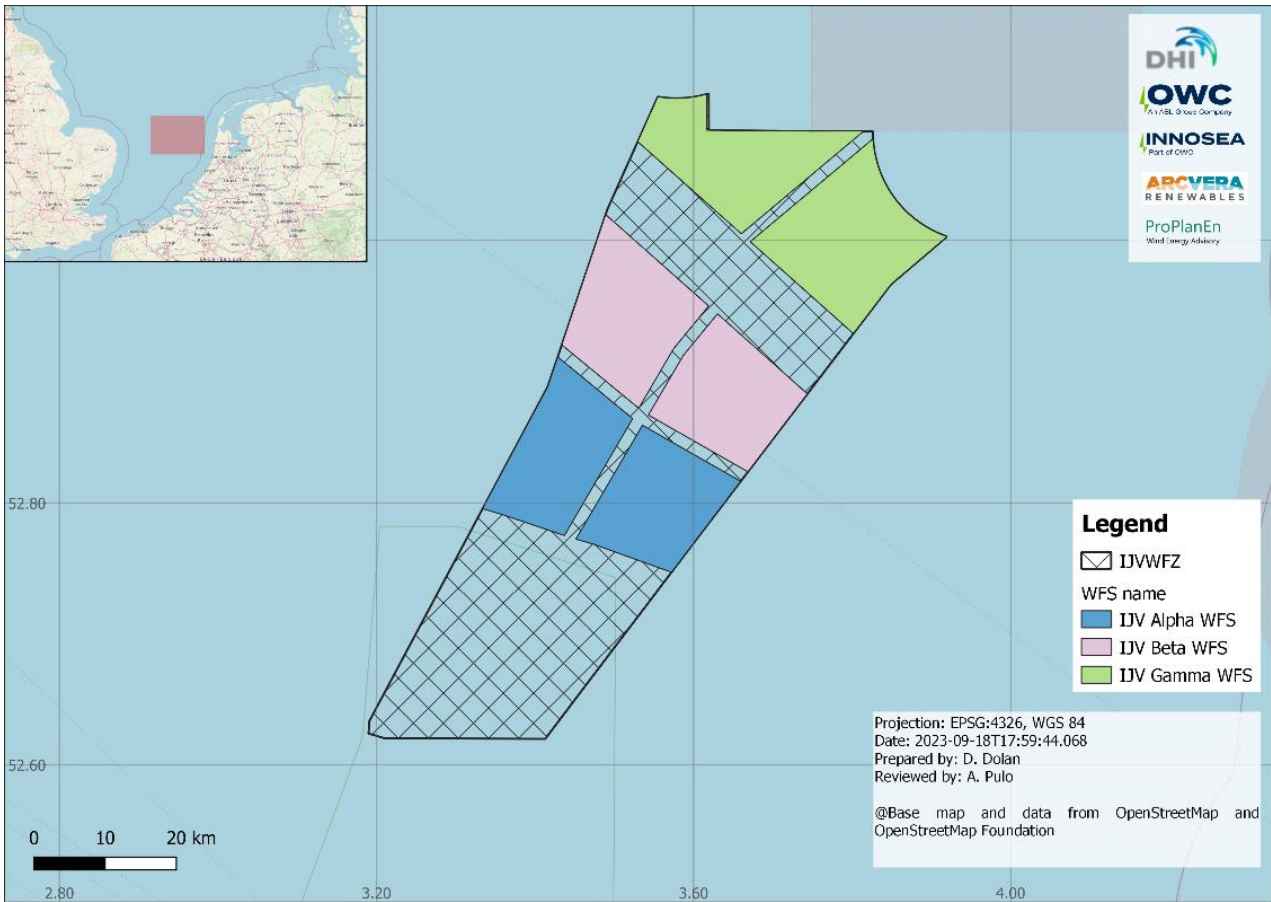 DHI
OWC
An ABL Group Company
INNOSEA
Part of OWC
ARCVERA
RENEWABLES
ProPlanEn
Wind Energy Advisory
52.80
52.60
Legend
IJVWFZ
WFS name
IJV Alpha WFS
IJV Beta WFS
IJV Gamma WFS
Projection: EPSG:4326, WGS 84
Date: 2023-09-18T17:59:44.068
Prepared by: D. Dolan
Reviewed by: A. Pulo
@Base map and data from OpenStreetMap and
OpenStreetMap Foundation
0 10 20 km
2.80 3.20 3.60 4.00